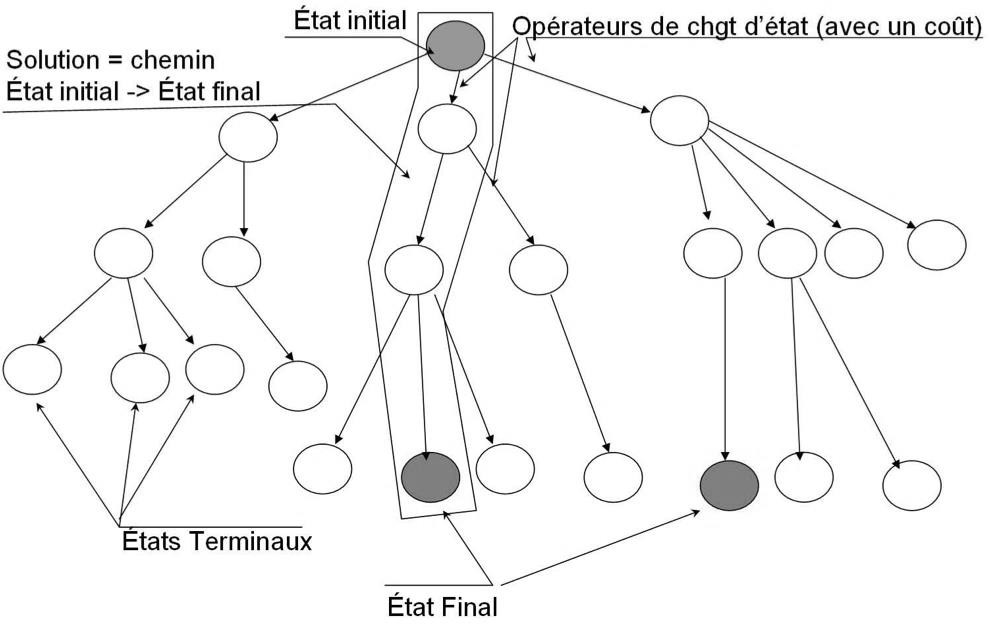 État initial
Opérateurs de chgt d’état (avec un coût)
Solution = chemin
État initial -> État final
États Terminaux
État Final